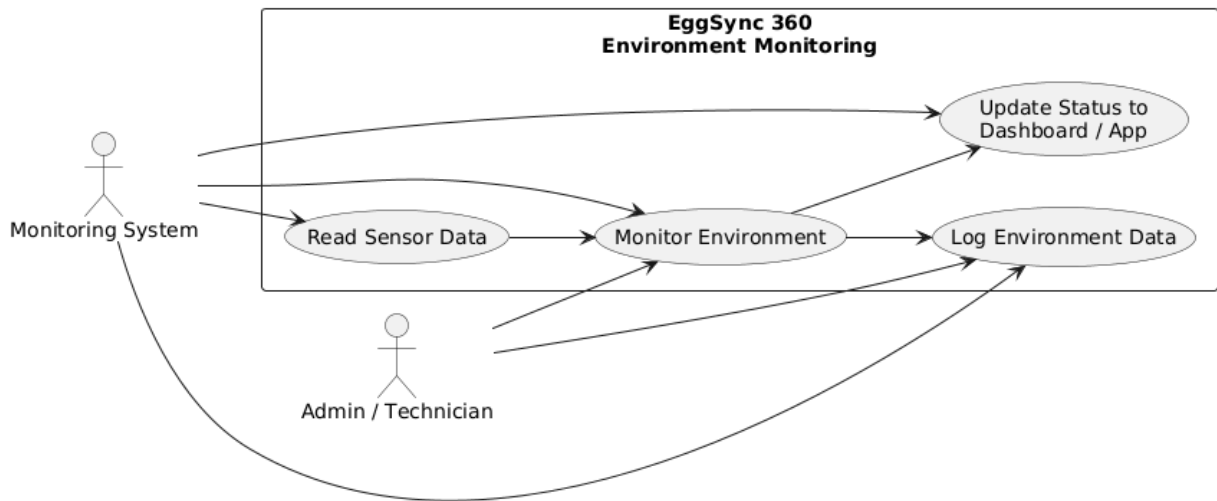 EggSync 360
Environment Monitoring
Update Status to
Dashboard / App
Monitoring System
Read Sensor Data
Monitor Environment
Log Environment Data
Admin / Technician